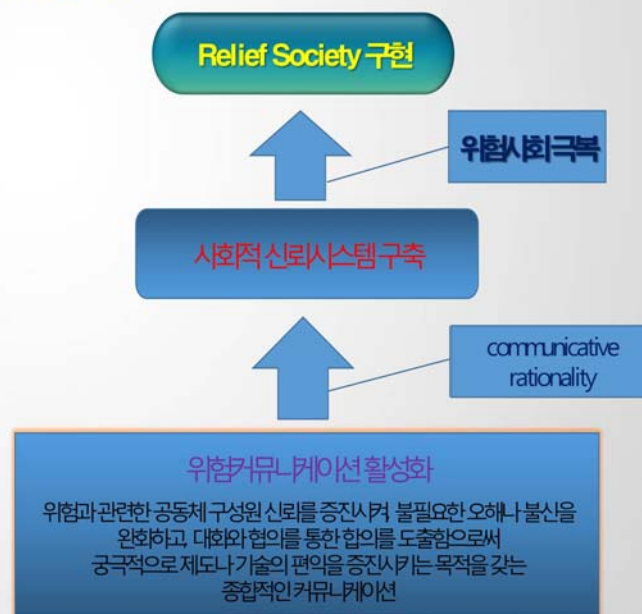 Relief Society 구현
위험사회 극복
사회적 신뢰시스템 구축
communicative
rationality
위험커뮤니케이션 활성화
위험과 관련한 공동체 구성원 신뢰를 증진시켜, 불필요한 오해나 불신을
완화하고, 대화와 협의를 통한 합의를 도출함으로써
궁극적으로 제도나 기술의 편익을 증진시키는 목적을 갖는
종합적인 커뮤니케이션